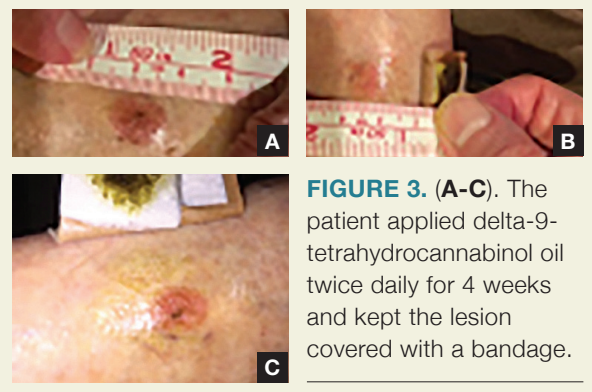 2
A
B
C
FIGURE 3. (A-C). The
patient applied delta-9-
tetrahydrocannabinol oil
twice daily for 4 weeks
and kept the lesion
covered with a bandage.